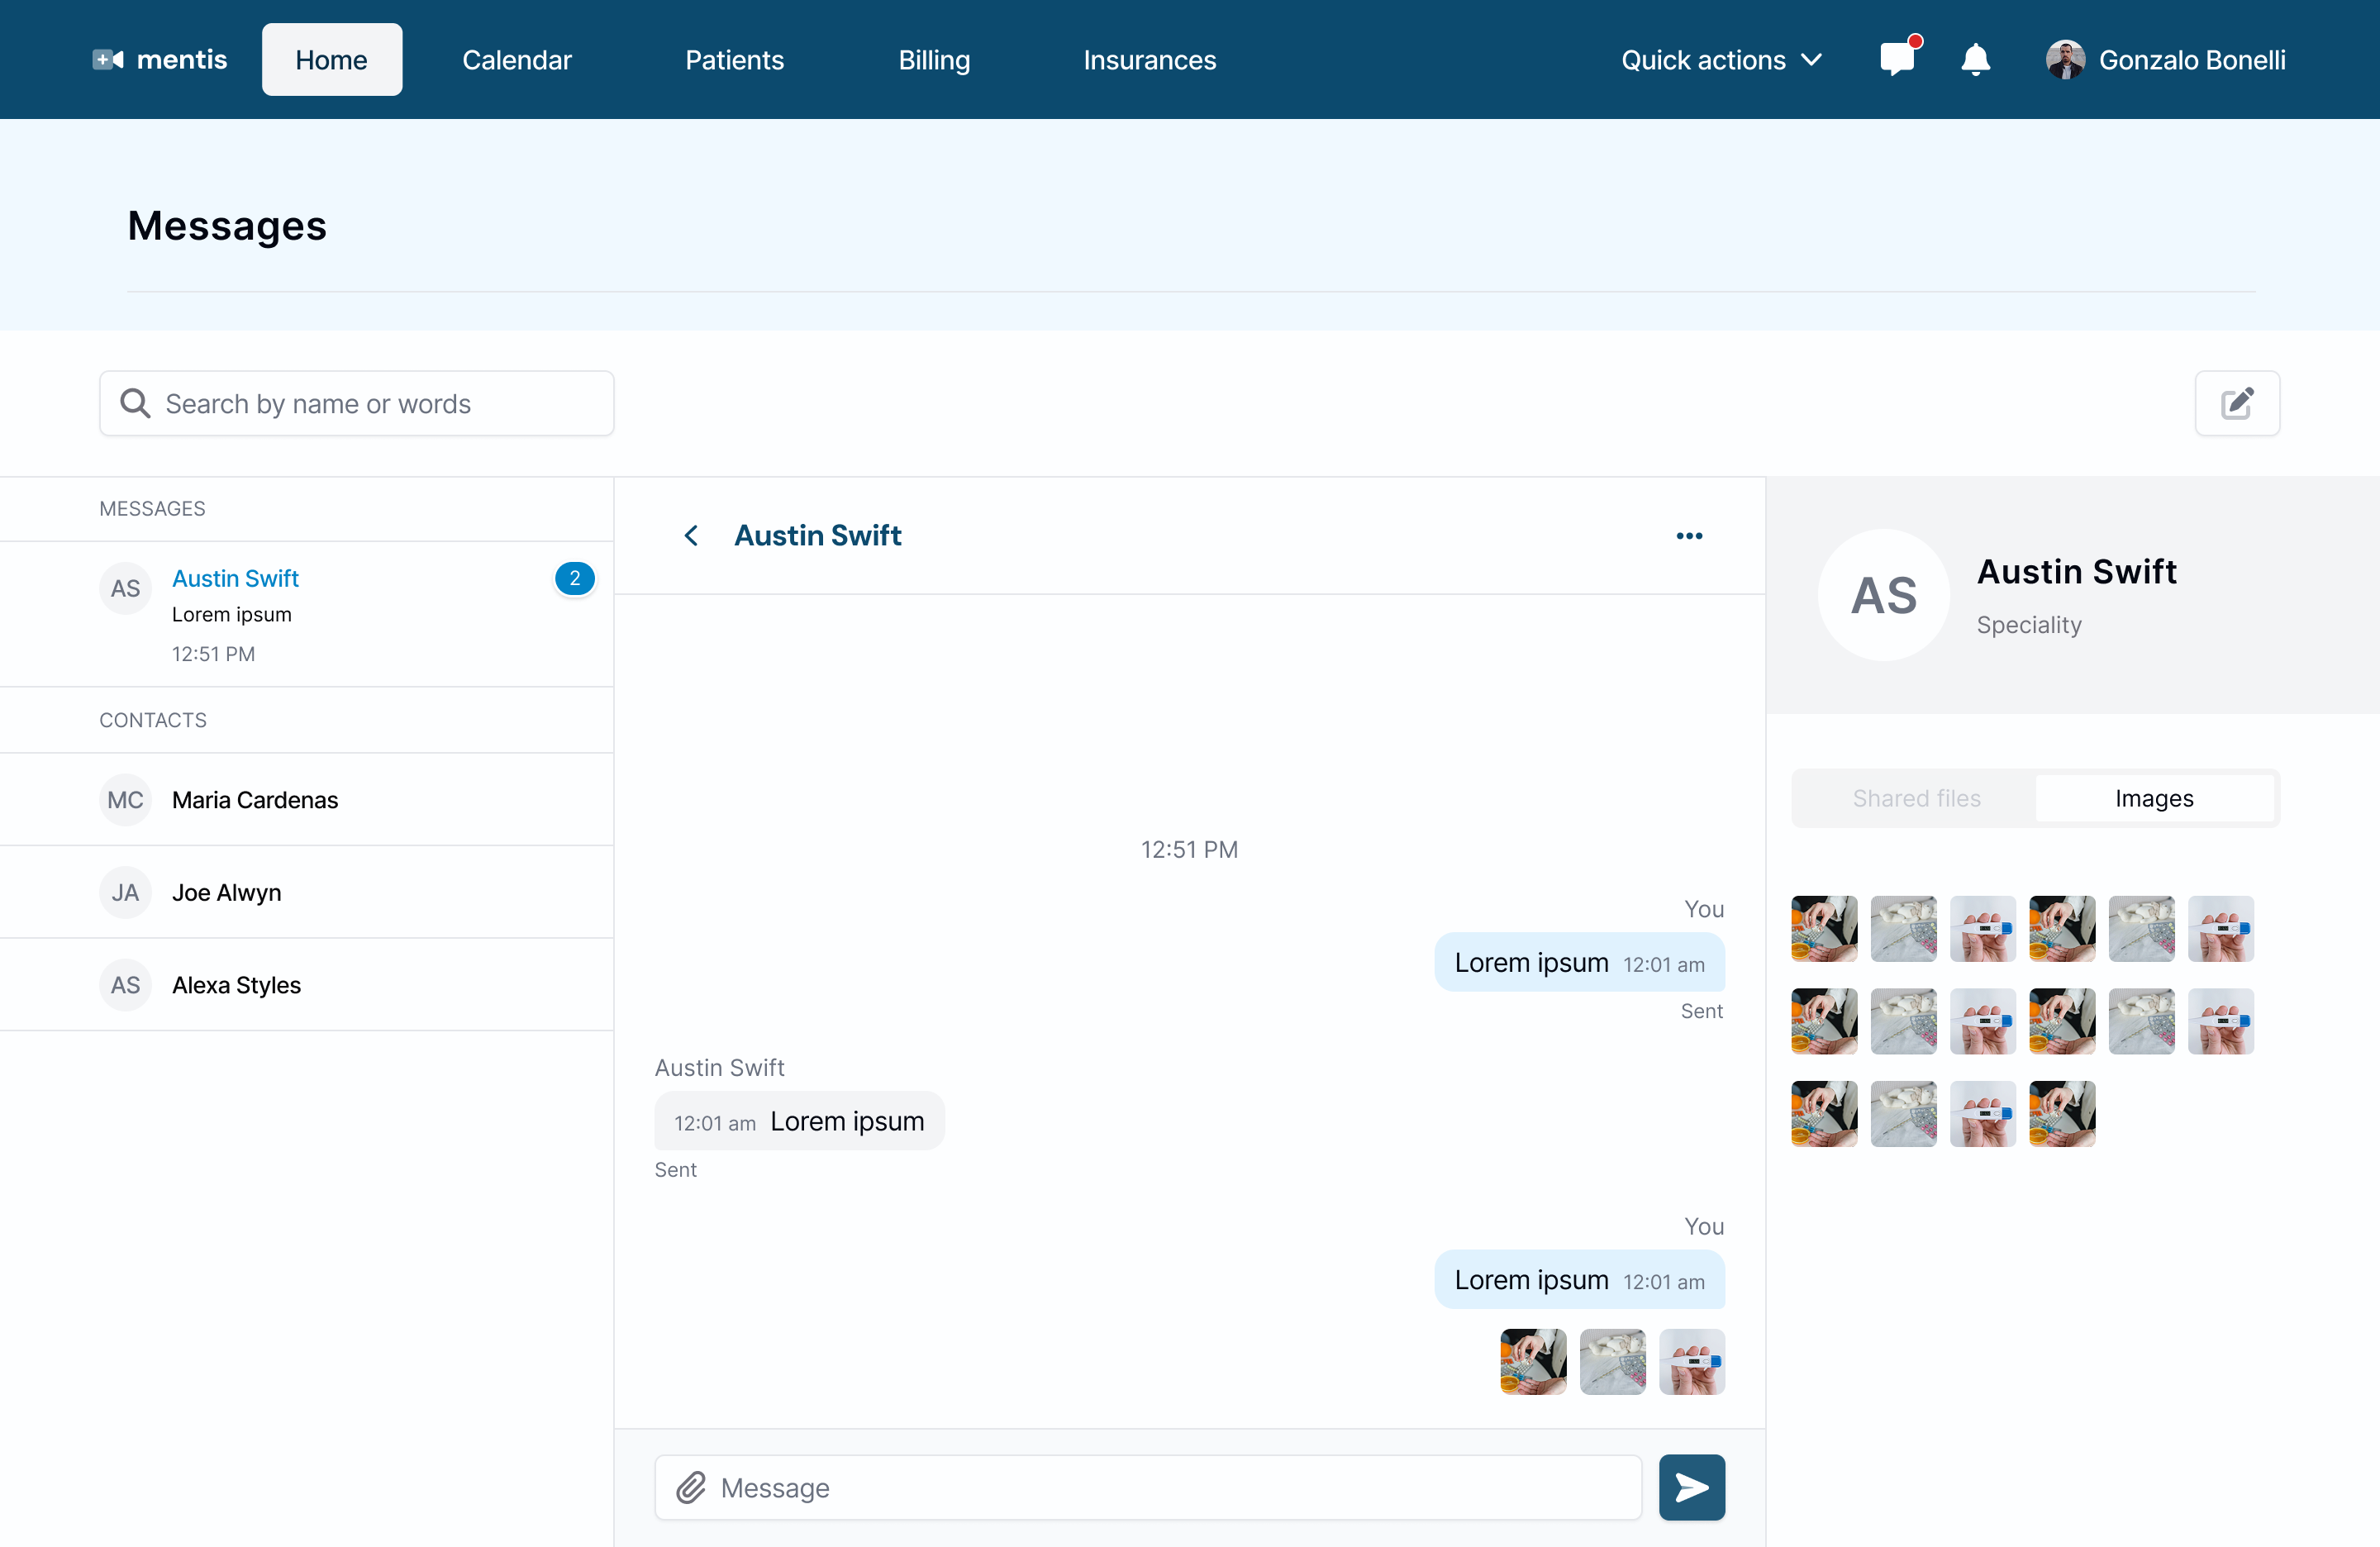 mentis
Home
Calendar
Patients
Billing
Insurances
Quick actions
Gonzalo Bonelli
Messages
Search by name or words
MESSAGES
AS
Austin Swift
2
Lorem ipsum
12:51 PM
CONTACTS
MC
Maria Cardenas
JA
Joe Alwyn
AS
Alexa Styles
Austin Swift
12:51 PM
You
Lorem ipsum 12:01 am
Sent
Austin Swift
12:01 am Lorem ipsum
Sent
You
Lorem ipsum 12:01 am
Message
AS
Austin Swift
Speciality
Shared files
Images